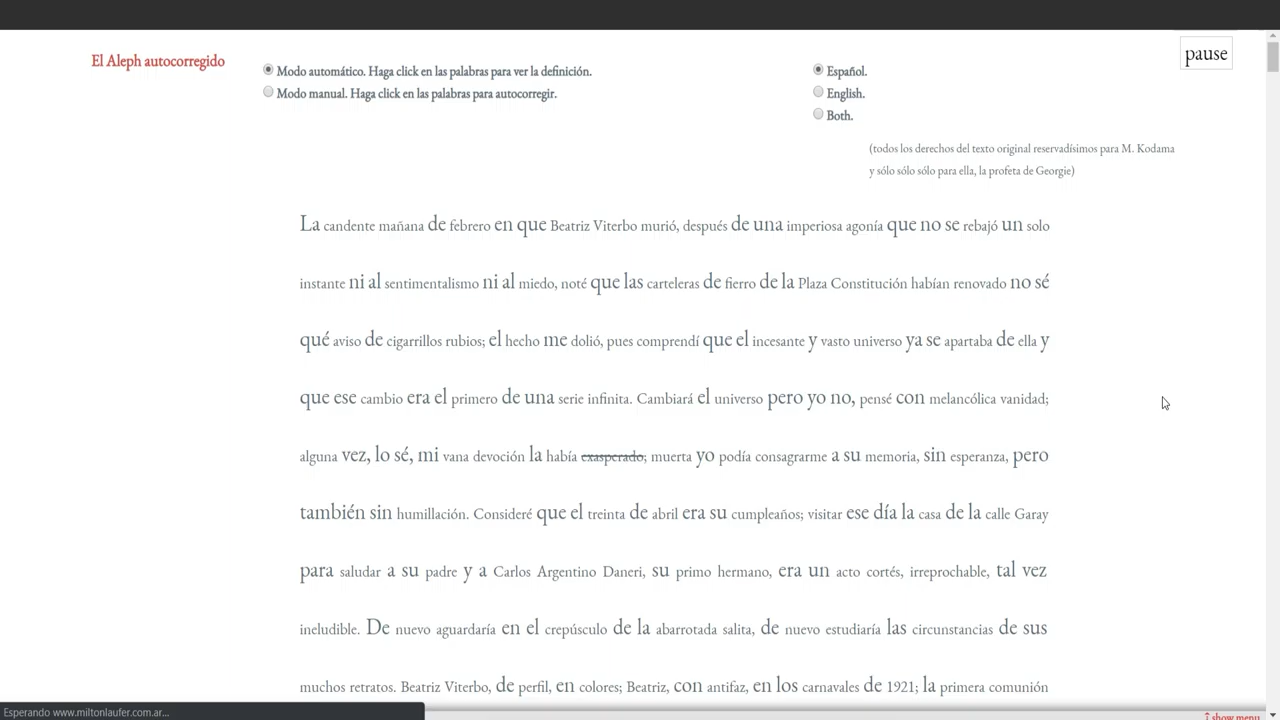 El Aleph autocorregido
Modo automático. Haga click en las palabras para ver la definición.
Modo manual. Haga click en las palabras para autocorregir.
Español.
English.
Both.
pause
(todos los derechos del texto original reservadísimos para M. Kodama
y sólo sólo sólo para ella, la profeta de Georgie)
La candente mañana de febrero en que Beatriz Viterbo murió, después de una imperiosa agonía que no se rebajó un solo
instante ni al sentimentalismo ni al miedo, noté que las carteleras de fierro de la Plaza Constitución habían renovado no sé
qué aviso de cigarrillos rubios; el hecho me dolió, pues comprendí que el incesante y vasto universo ya se apartaba de ella y
que ese cambio era el primero de una serie infinita. Cambiará el universo pero yo no, pensé con melancólica vanidad;
alguna vez, lo sé, mi vana devoción la había exasperado; muerta yo podía consagrarme a su memoria, sin esperanza, pero
también sin humillación. Consideré que el treinta de abril era su cumpleaños; visitar ese día la casa de la calle Garay
para saludar a su padre y a Carlos Argentino Daneri, su primo hermano, era un acto cortés, irreprochable, tal vez
ineludible. De nuevo aguardaría en el crepúsculo de la abarrotada salita, de nuevo estudiaría las circunstancias de sus
muchos retratos. Beatriz Viterbo, de perfil, en colores; Beatriz, con antifaz, en los carnavales de 1921; la primera comunión
Esperando www.miltonlaufer.com.ar...
show menu